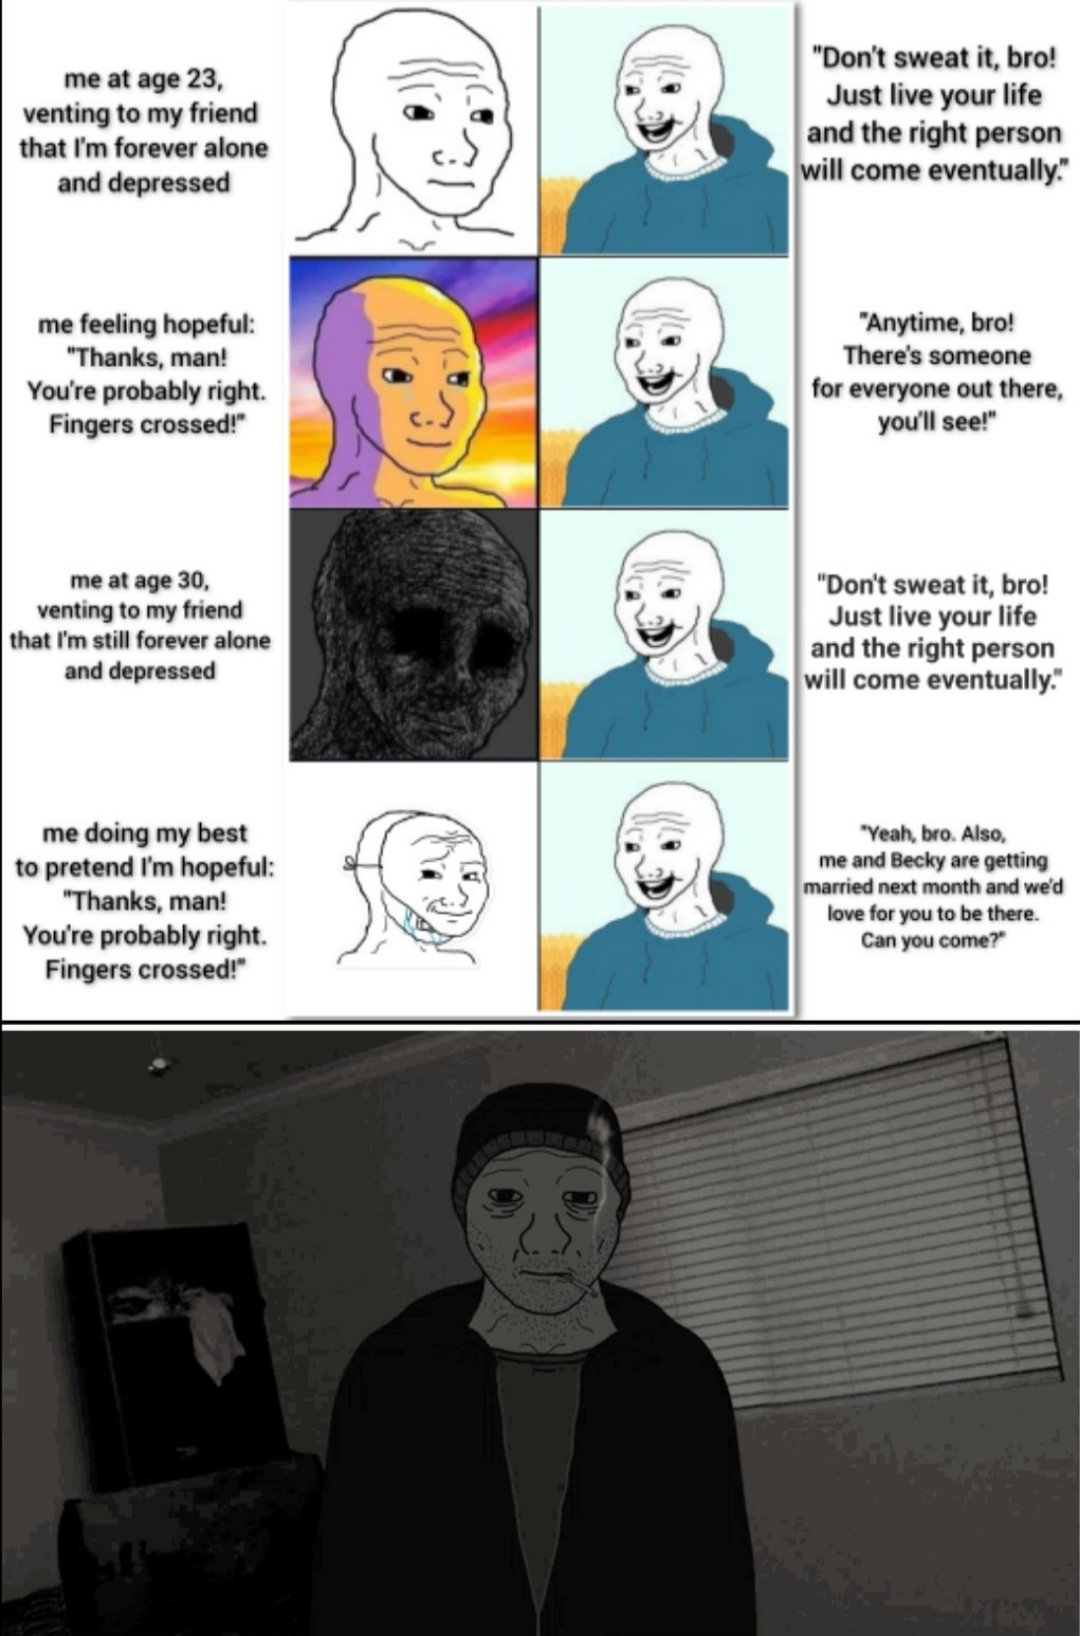 me at age 23,
venting to my friend
that I'm forever alone
and depressed
"Don't sweat it, bro!
Just live your life
and the right person
will come eventually."
me feeling hopeful:
"Thanks, man!
You're probably right.
Fingers crossed!"
"Anytime, bro!
There's someone
for everyone out there,
you'll see!"
me at age 30,
venting to my friend
that I'm still forever alone
and depressed
"Don't sweat it, bro!
Just live your life
and the right person
will come eventually."
me doing my best
to pretend I'm hopeful:
"Thanks, man!
You're probably right.
Fingers crossed!"
"Yeah, bro. Also,
me and Becky are getting
married next month and we'd
love for you to be there.
Can you come?"